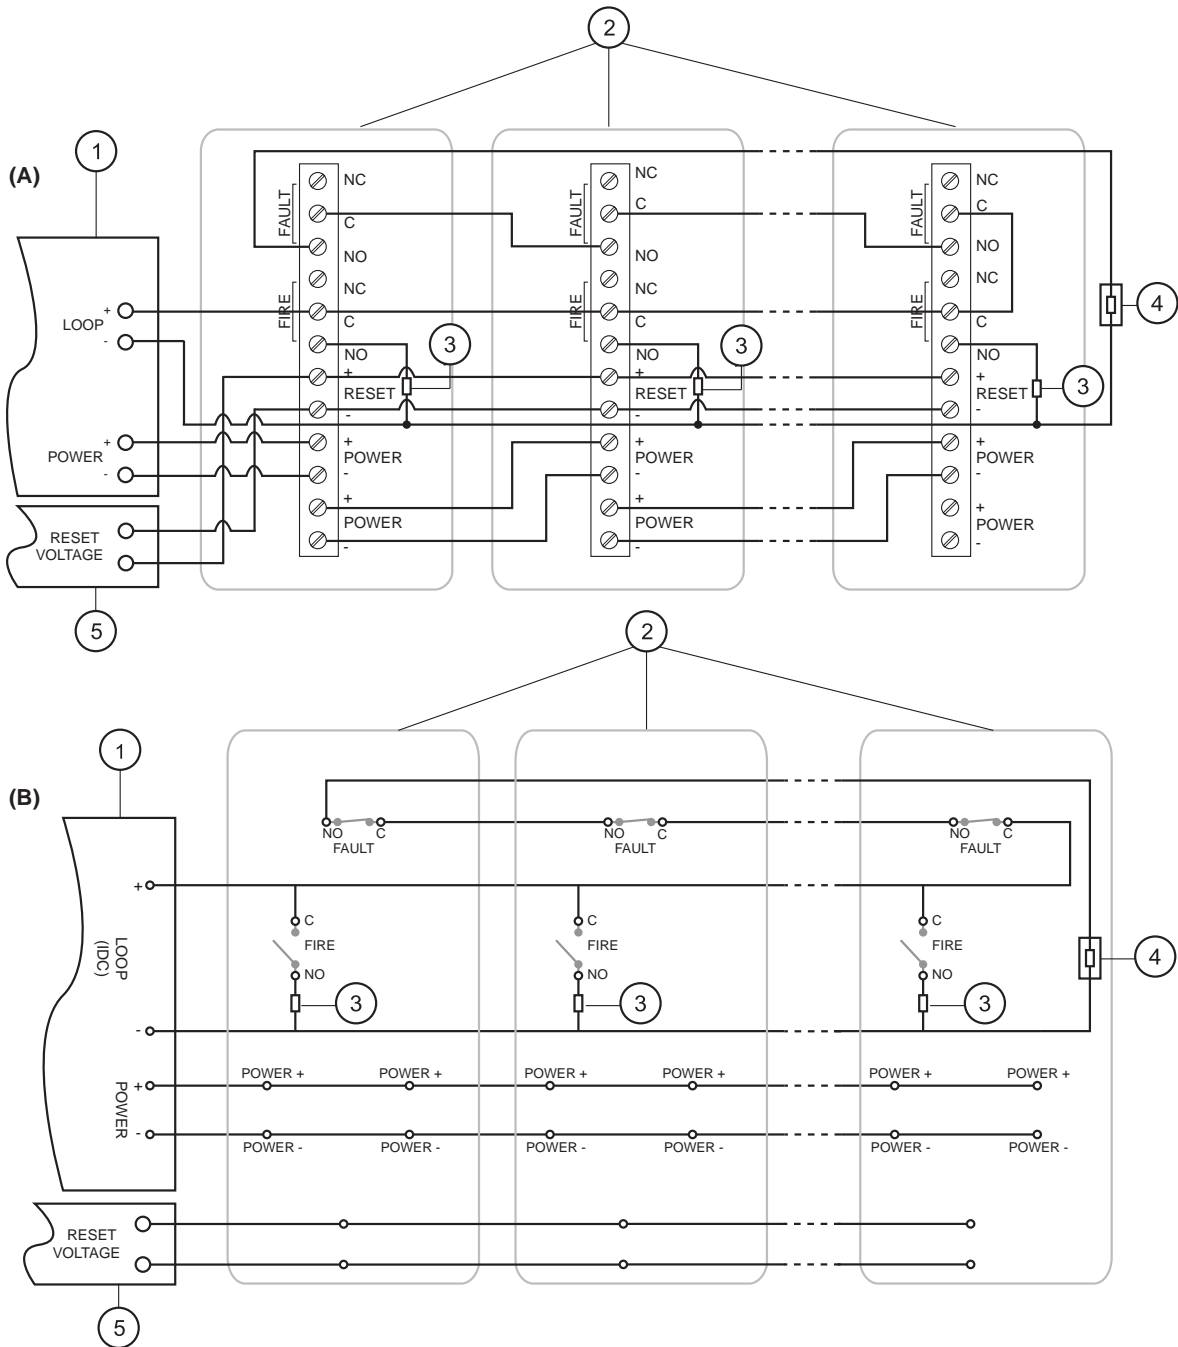 2
1
(A)
NC
C
NO
FAULT
NC
C
NO
FIRE
+
RESET
-
+
POWER
-
+
POWER
-
3
NC
C
NO
FAULT
NC
C
NO
FIRE
+
RESET
-
+
POWER
-
+
POWER
-
3
NC
C
NO
FAULT
NC
C
NO
FIRE
+
RESET
-
+
POWER
-
+
POWER
-
3
4
+
LOOP
-
+
POWER
-
RESET
VOLTAGE
5
2
1
(B)
NO C
FAULT
NO C
FAULT
NO C
FAULT
+
LOOP
(IDC)
-
C
FIRE
NO
3
C
FIRE
NO
3
C
FIRE
NO
3
4
+
POWER
-
POWER + POWER + POWER + POWER + POWER + POWER +
POWER - POWER - POWER - POWER - POWER - POWER -
RESET
VOLTAGE
5